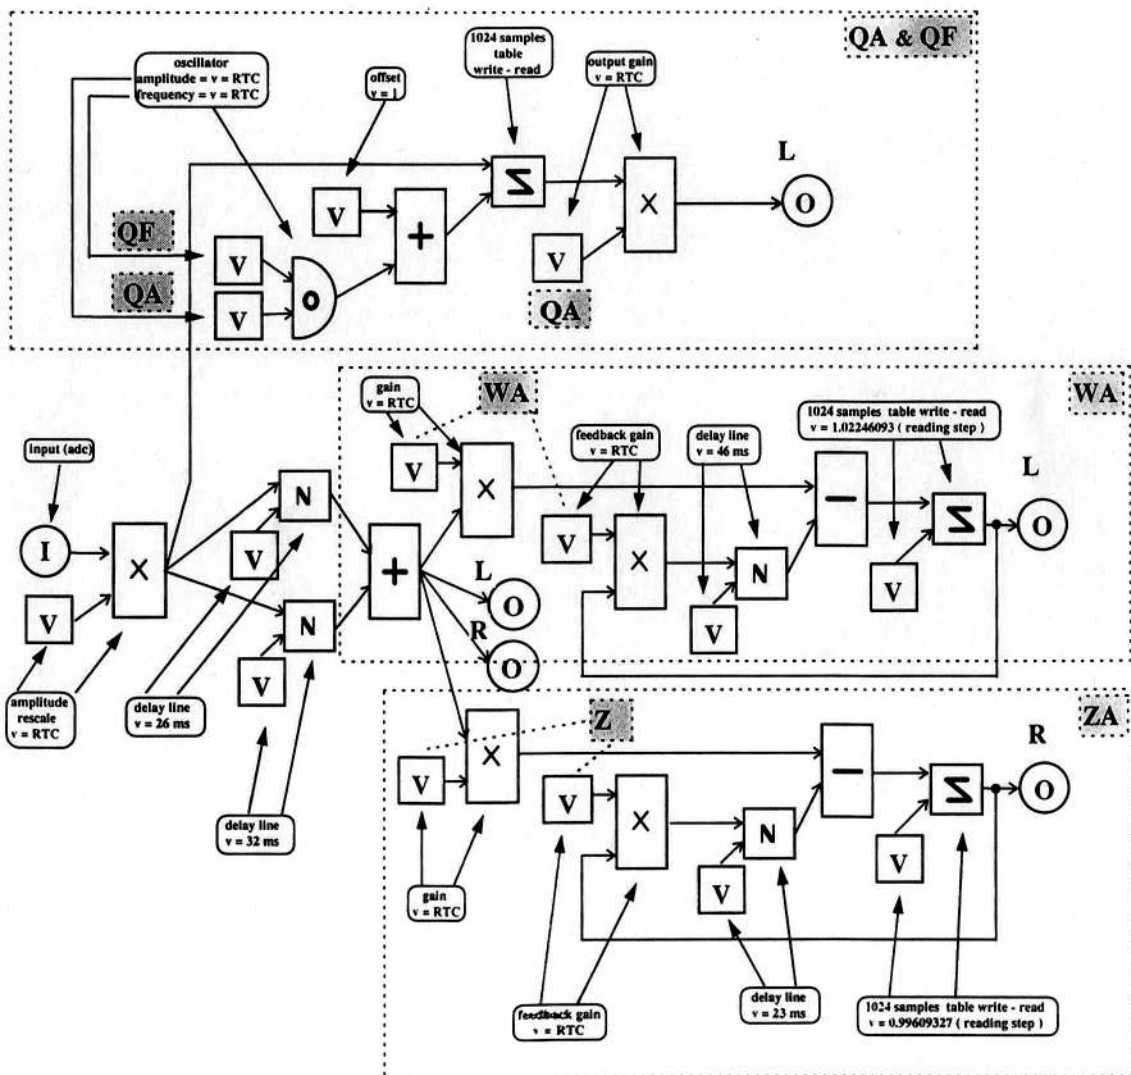 QA & QF
oscillator
amplitude = v = RTC
frequency = v = RTC
offset
v = 1
1024 samples
table
write - read
output gain
v = RTC
L
Σ
V
X
O
QF
+
V
V
QA
O
V
QA
V
gain
v = RTC
WA
WA
input (adc)
V
X
feedback gain
v = RTC
delay line
v = 46 ms
1024 samples table write - read
v = 1.02246093 ( reading step )
L
N
−
I
X
V
+
V
X
N
Σ
O
V
L
O
V
V
N
R
O
V
amplitude
rescale
v = RTC
delay line
v = 26 ms
Z
ZA
X
R
V
V
X
N
−
Σ
O
delay line
v = 32 ms
V
V
gain
v = RTC
feedback gain
v = RTC
delay line
v = 23 ms
1024 samples table write - read
v = 0.99609327 ( reading step )